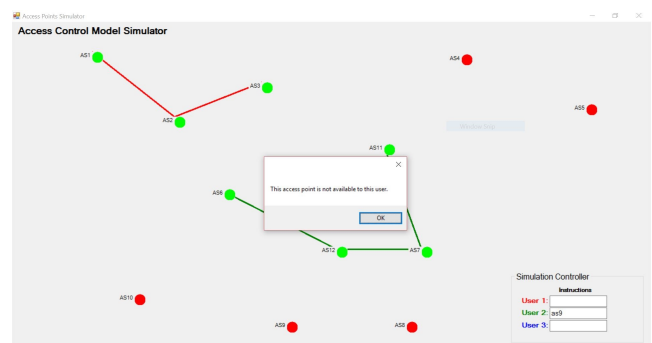 Access Points Simulator
Access Control Model Simulator
AS1
AS4
AS3
AS5
AS2
AS11
This access point is not available to this user.
AS6
OK
AS12
AS7
Simulation Controller
Instructions
AS10
User 1:
User 2: as9
AS9
AS8
User 3: